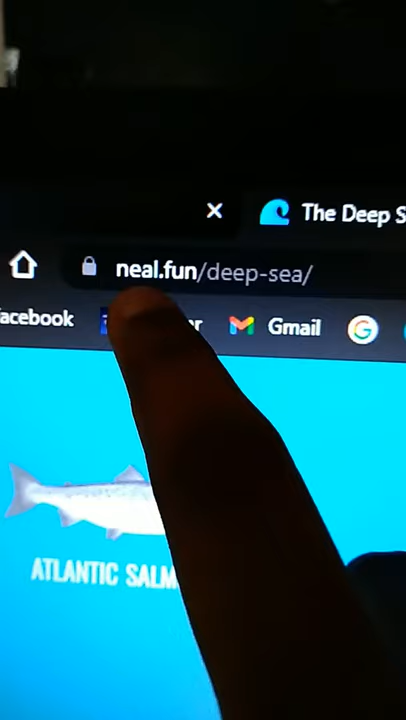 The Deep S
neal.fun/deep-sea/
acebook
r
Gmail
G
ATLANTIC SALM